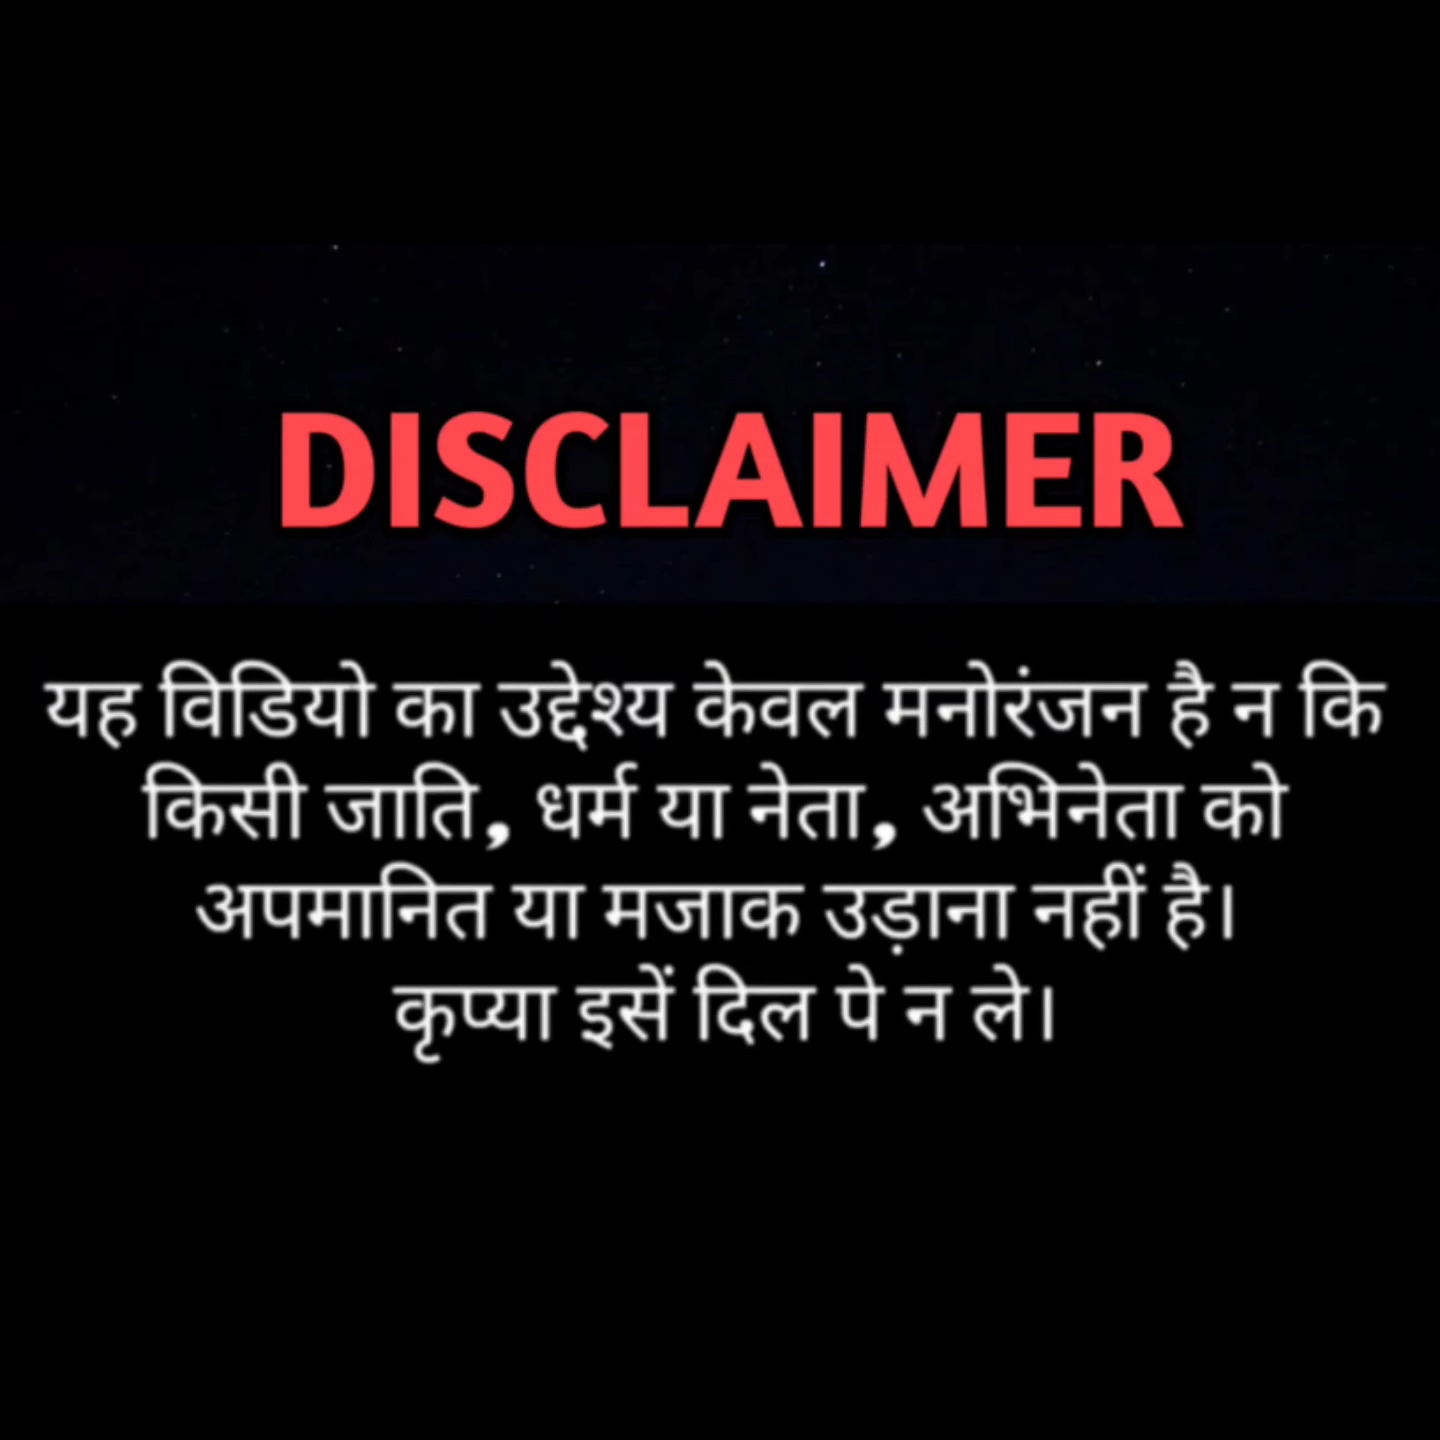 DISCLAIMER
यह विडियो का उद्देश्य केवल मनोरंजन है न कि
किसी जाति, धर्म या नेता, अभिनेता को
अपमानित या मजाक उड़ाना नहीं है।
कृप्या इसें दिल पे न ले।